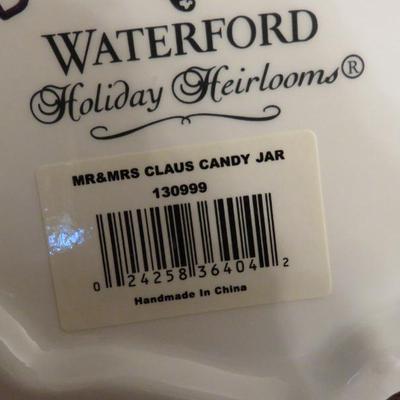 WATERFORD
Holiday Heirlooms®
MR&MRS CLAUS CANDY JAR
130999
0 24258 36404 2
Handmade In China